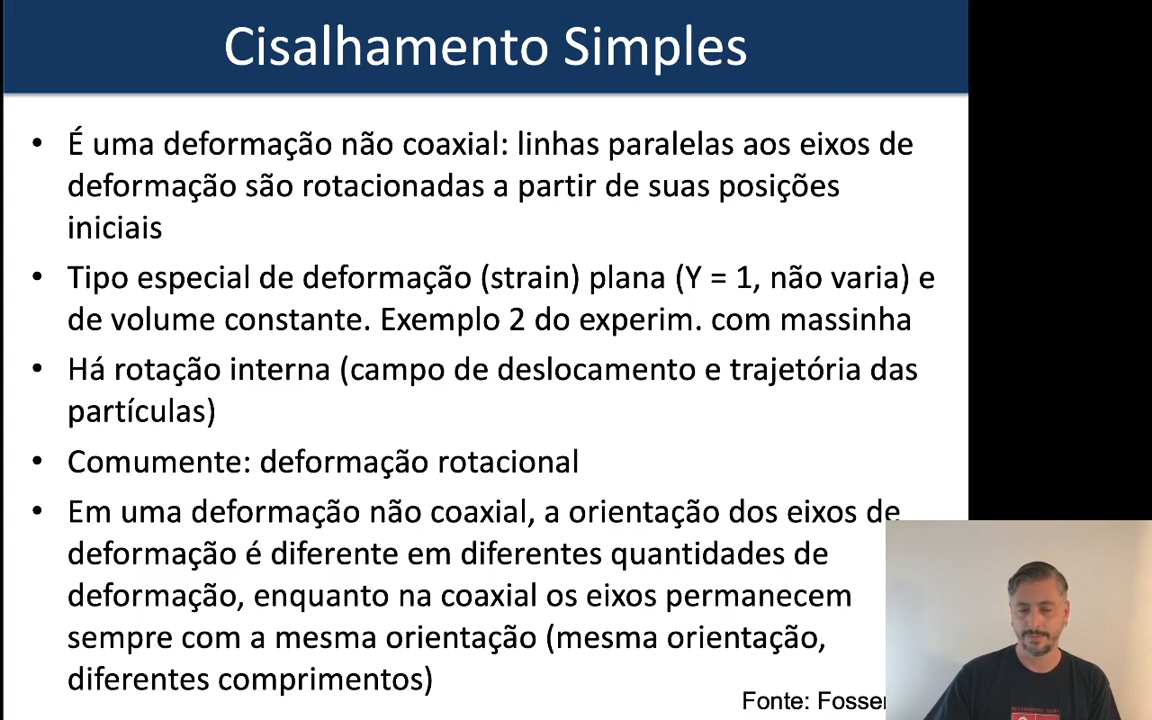 Cisalhamento Simples
• É uma deformação não coaxial: linhas paralelas aos eixos de
deformação são rotacionadas a partir de suas posições
iniciais
• Tipo especial de deformação (strain) plana (Y = 1, não varia) e
de volume constante. Exemplo 2 do experim. com massinha
• Há rotação interna (campo de deslocamento e trajetória das
partículas)
• Comumente: deformação rotacional
• Em uma deformação não coaxial, a orientação dos eixos de
deformação é diferente em diferentes quantidades de
deformação, enquanto na coaxial os eixos permanecem
sempre com a mesma orientação (mesma orientação,
diferentes comprimentos)
Fonte: Fossen